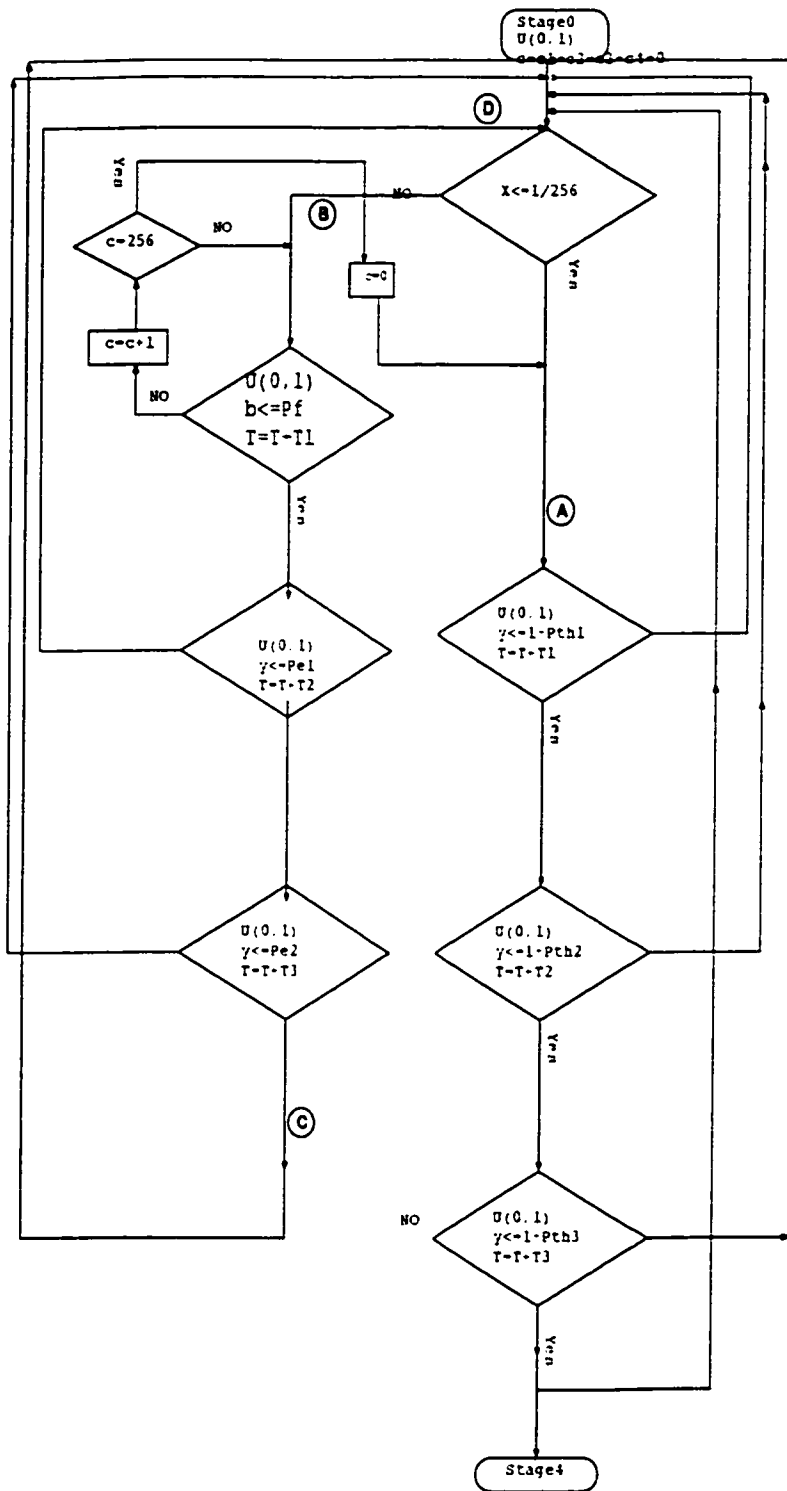 Stage0
U(0,1)
D
X<=1/256
Yes
NO
B
c=256
NO
Yes
c=c+1
NO
U(0,1)
b<=Pf
T=T+T1
Yes
A
Yes
U(0,1)
y<=Pe1
T=T+T2
U(0,1)
y<=1-Pth1
T=T+T1
Yes
U(0,1)
y<=Pe2
T=T+T3
U(0,1)
y<=1-Pth2
T=T+T2
Yes
C
NO
U(0,1)
y<=1-Pth3
T=T+T3
Yes
Stage4